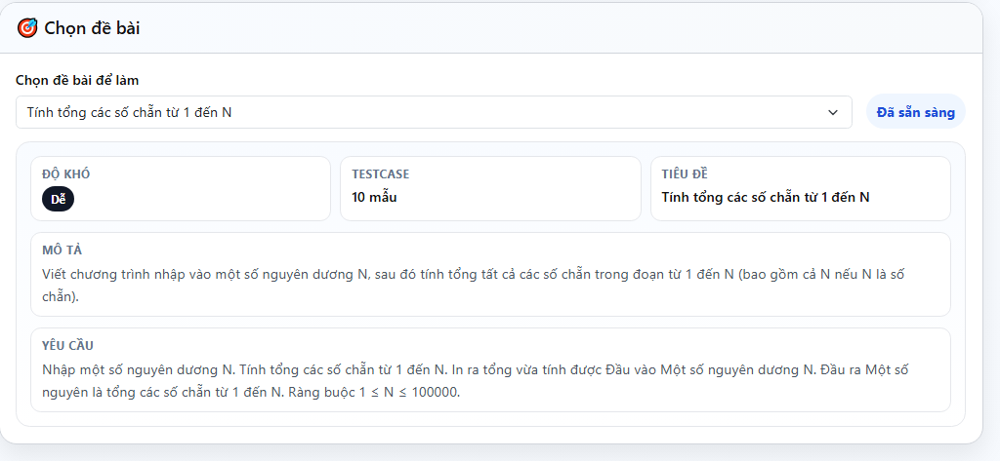 🎯 Chọn đề bài
Chọn đề bài để làm
Tính tổng các số chẵn từ 1 đến N
Đã sẵn sàng
ĐỘ KHÓ
Dễ
TESTCASE
10 mẫu
TIÊU ĐỀ
Tính tổng các số chẵn từ 1 đến N
MÔ TẢ
Viết chương trình nhập vào một số nguyên dương N, sau đó tính tổng tất cả các số chẵn trong đoạn từ 1 đến N (bao gồm cả N nếu N là số
chẵn).
YÊU CẦU
Nhập một số nguyên dương N. Tính tổng các số chẵn từ 1 đến N. In ra tổng vừa tính được Đầu vào Một số nguyên dương N. Đầu ra Một số
nguyên là tổng các số chẵn từ 1 đến N. Ràng buộc 1 ≤ N ≤ 100000.